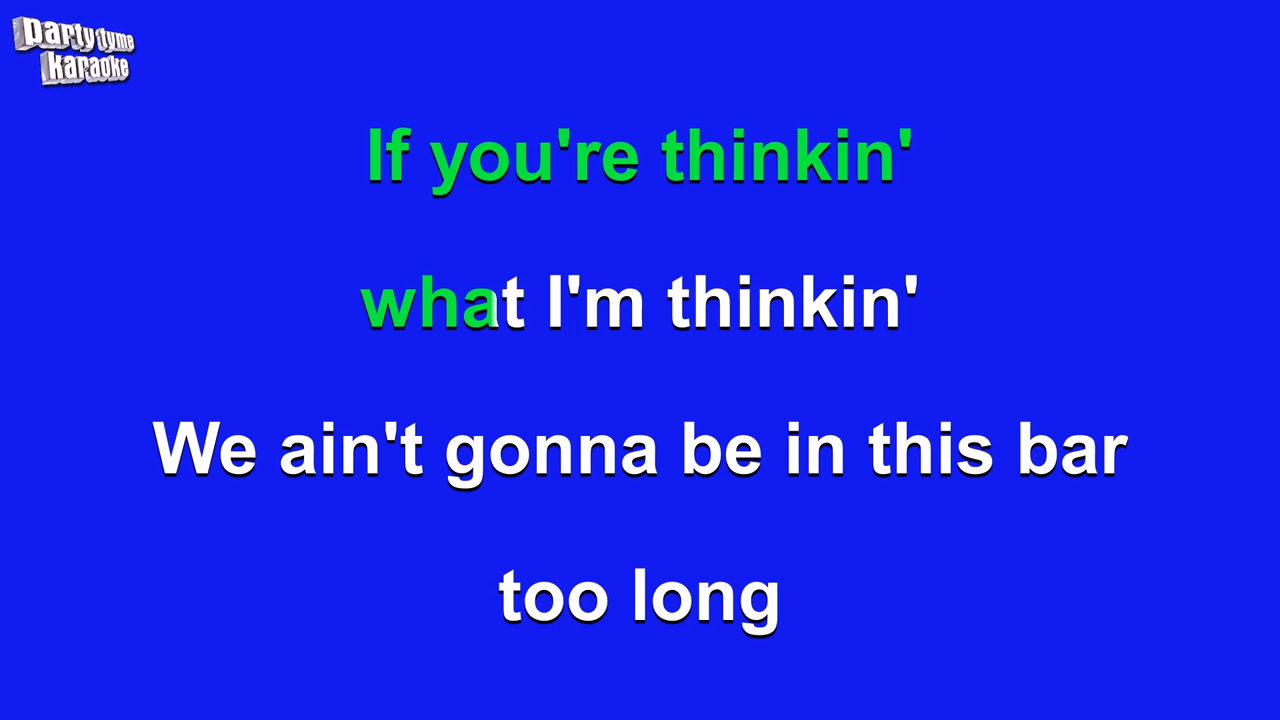 party tyme
karaoke
If you're thinkin'
what I'm thinkin'
We ain't gonna be in this bar
too long